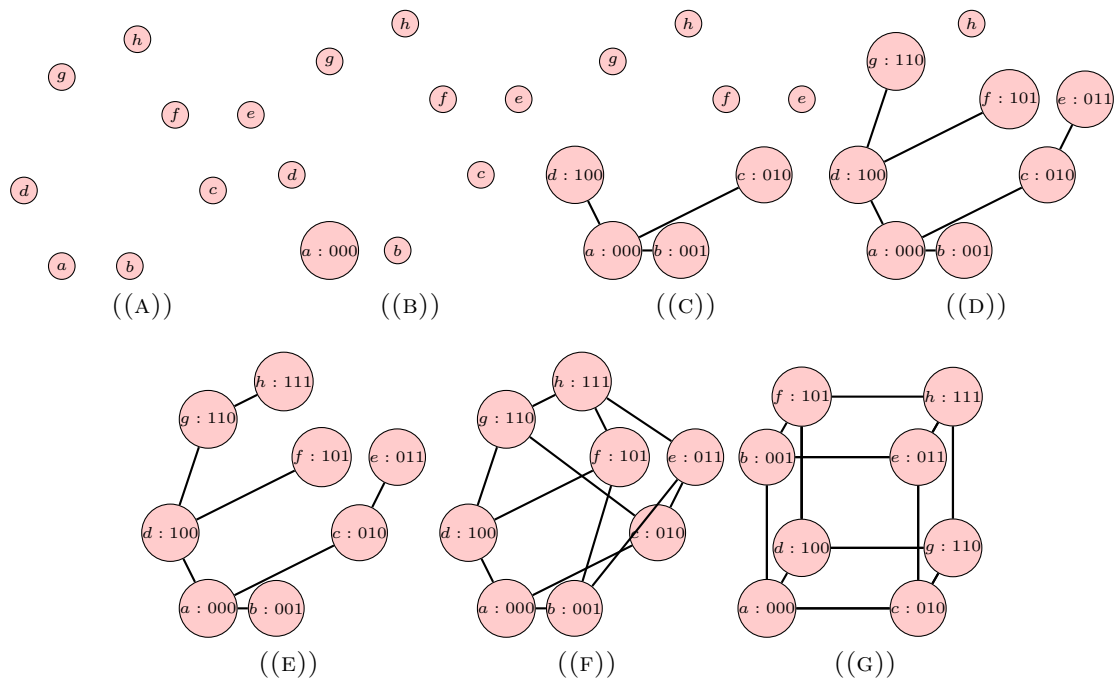 h
g
f
e
d
c
a
b
((A))
h
g
f
e
d
c
a : 000
b
((B))
h
g
f
e
d : 100
c : 010
a : 000
b : 001
((C))
h
g : 110
f : 101
e : 011
d : 100
c : 010
a : 000
b : 001
((D))
h : 111
g : 110
f : 101
e : 011
d : 100
c : 010
a : 000
b : 001
((E))
h : 111
g : 110
f : 101
e : 011
d : 100
c : 010
a : 000
b : 001
((F))
f : 101
h : 111
b : 001
e : 011
d : 100
g : 110
a : 000
c : 010
((G))